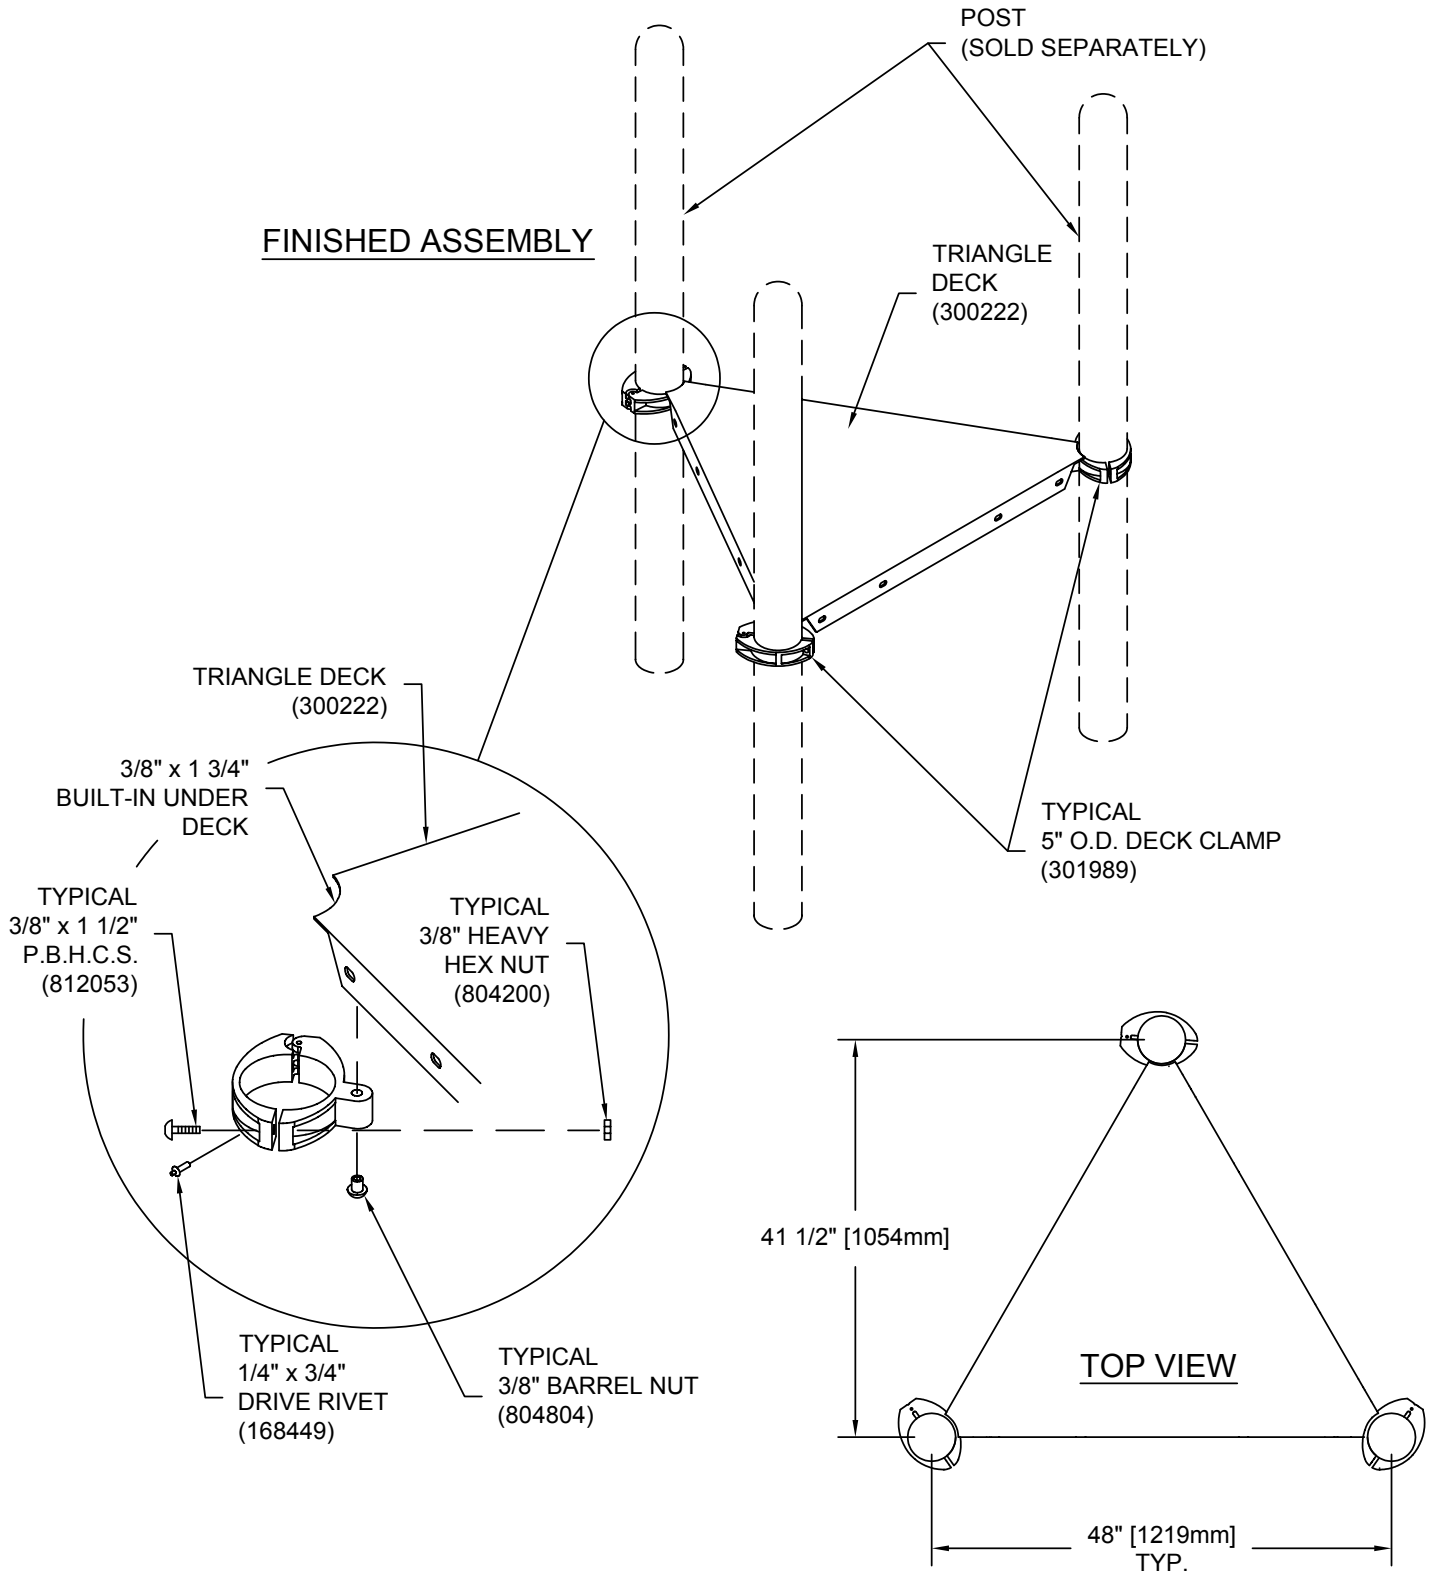 POST
(SOLD SEPARATELY)
FINISHED ASSEMBLY
TRIANGLE
DECK
(300222)
TRIANGLE DECK
(300222)
3/8" x 1 3/4"
BUILT-IN UNDER
DECK
TYPICAL
5" O.D. DECK CLAMP
(301989)
TYPICAL
3/8" x 1 1/2"
P.B.H.C.S.
(812053)
TYPICAL
3/8" HEAVY
HEX NUT
(804200)
41 1/2" [1054mm]
TYPICAL
1/4" x 3/4"
DRIVE RIVET
(168449)
TYPICAL
3/8" BARREL NUT
(804804)
TOP VIEW
48" [1219mm]
TYP.